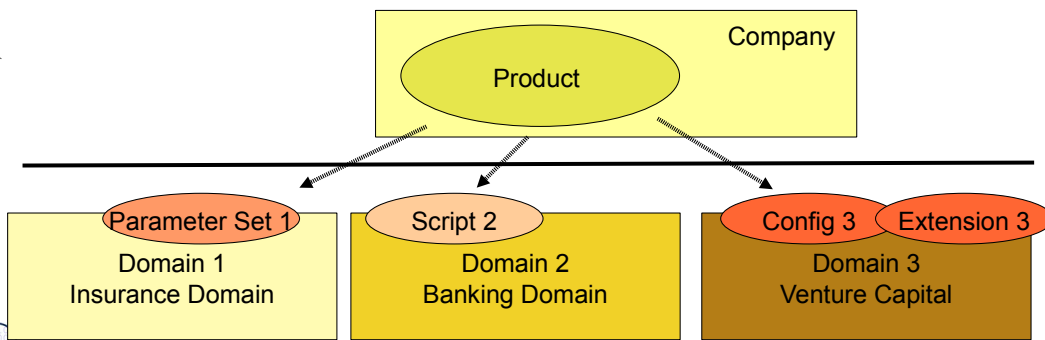 Company
Product
Parameter Set 1
Script 2
Config 3
Extension 3
Domain 1
Insurance Domain
Domain 2
Banking Domain
Domain 3
Venture Capital